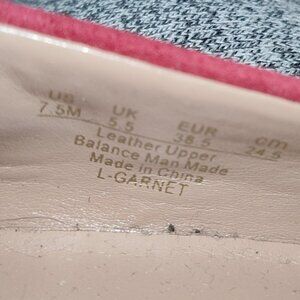 US UK EUR cm
7.5M 5.5 38.5 24.5
Leather Upper
Balance Man Made
Made in China
L-GARNET